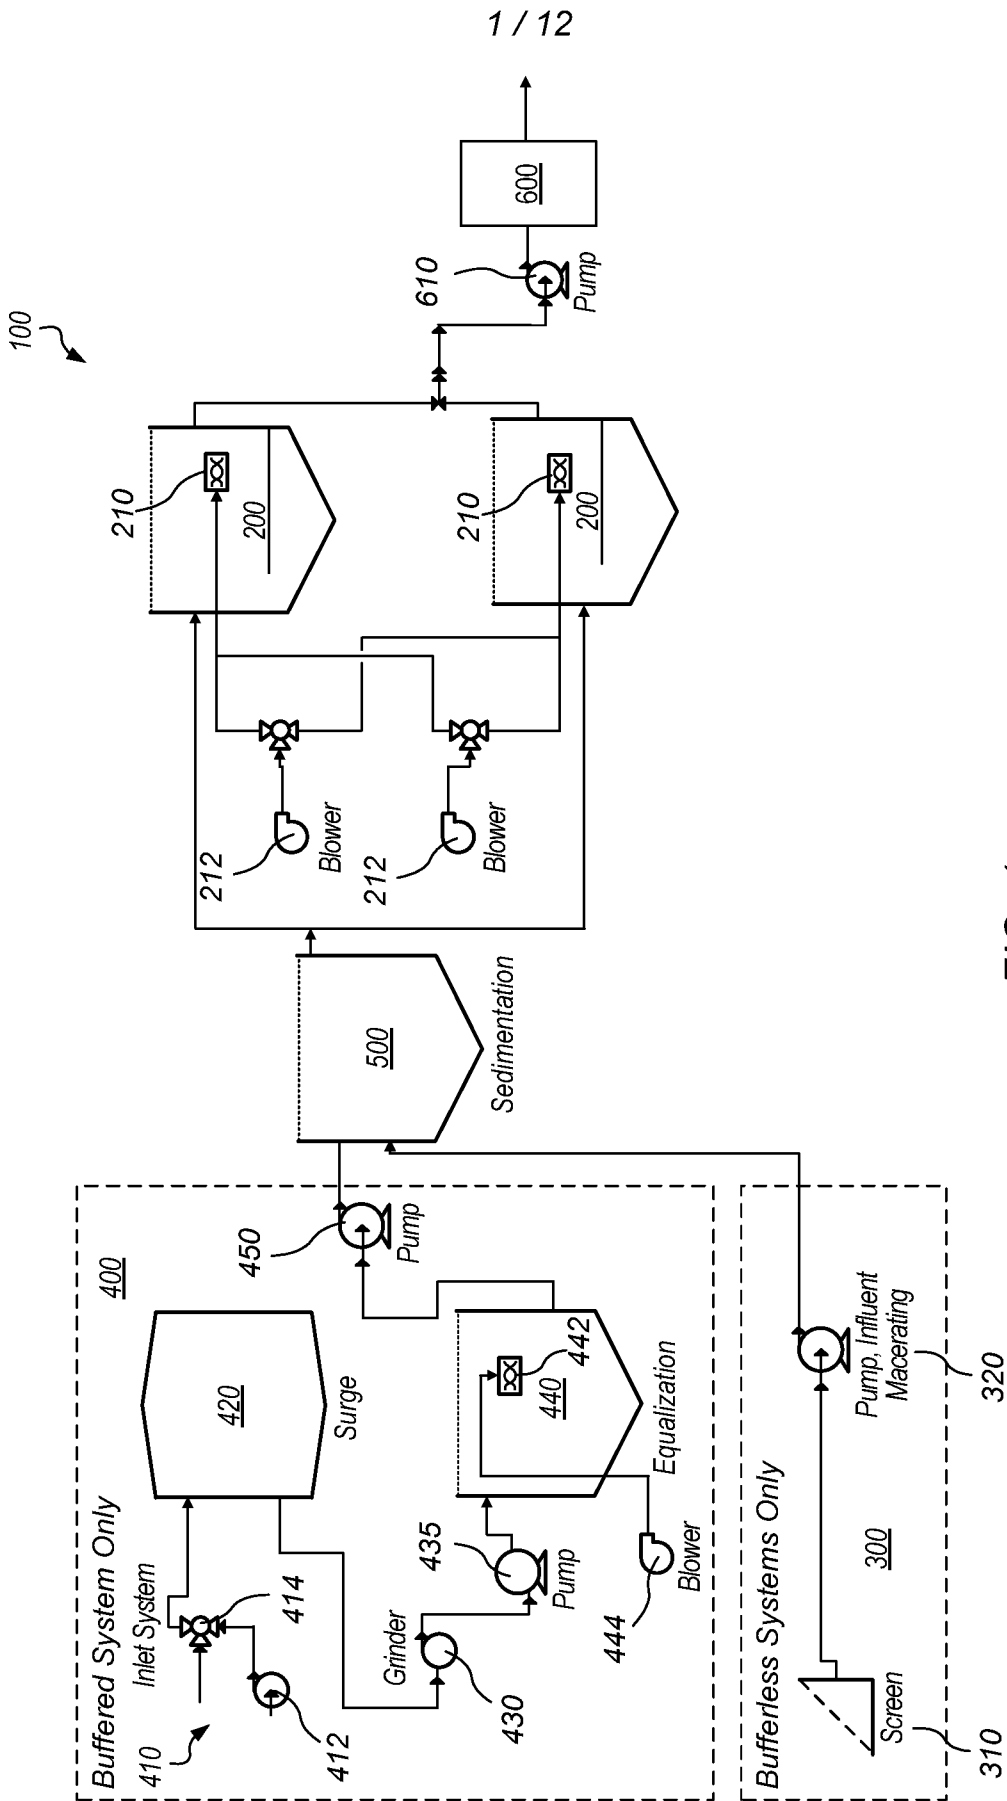 1 / 12
100
600
610
Pump
210
200
210
200
212
Blower
212
Blower
500
Sedimentation
Buffered System Only
400
410
Inlet System
414
412
420
Surge
Grinder
430
435
Pump
440
442
Equalization
444
Blower
450
Pump
Bufferless Systems Only
300
310
Screen
Pump, Influent
Macerating
320